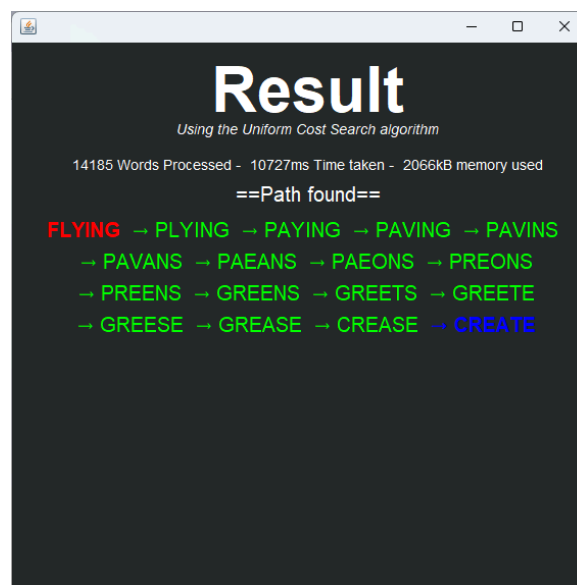 Result
Using the Uniform Cost Search algorithm
14185 Words Processed - 10727ms Time taken - 2066kB memory used
==Path found==
FLYING → PLYING → PAYING → PAVING → PAVINS
→ PAVANS → PAEANS → PAEONS → PREONS
→ PREENS → GREENS → GREETS → GREETE
→ GREESE → GREASE → CREASE → CREATE